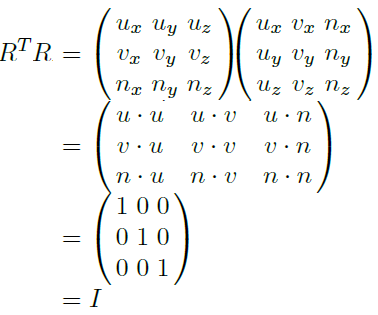 R^T R = ( u_x u_y u_z ) ( u_x v_x n_x )
( v_x v_y v_z ) ( u_y v_y n_y )
( n_x n_y n_z ) ( u_z v_z n_z )
= ( u · u u · v u · n )
( v · u v · v v · n )
( n · u n · v n · n )
= ( 1 0 0 )
( 0 1 0 )
( 0 0 1 )
= I